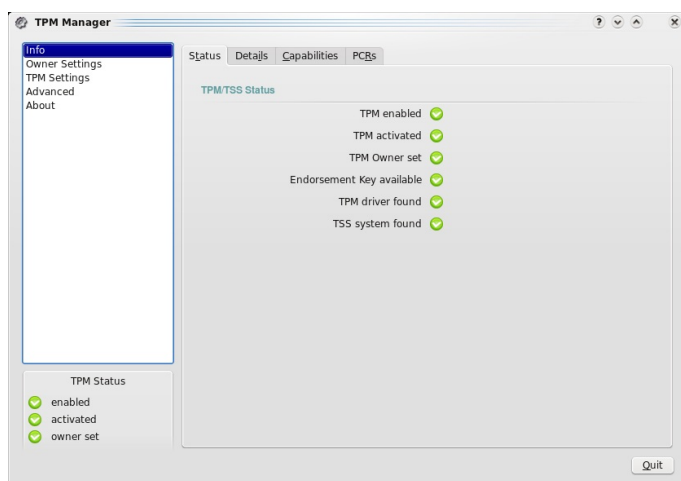 TPM Manager
Info
Owner Settings
TPM Settings
Advanced
About
Status Details Capabilities PCRs
TPM/TSS Status
TPM enabled
TPM activated
TPM Owner set
Endorsement Key available
TPM driver found
TSS system found
TPM Status
enabled
activated
owner set
Quit